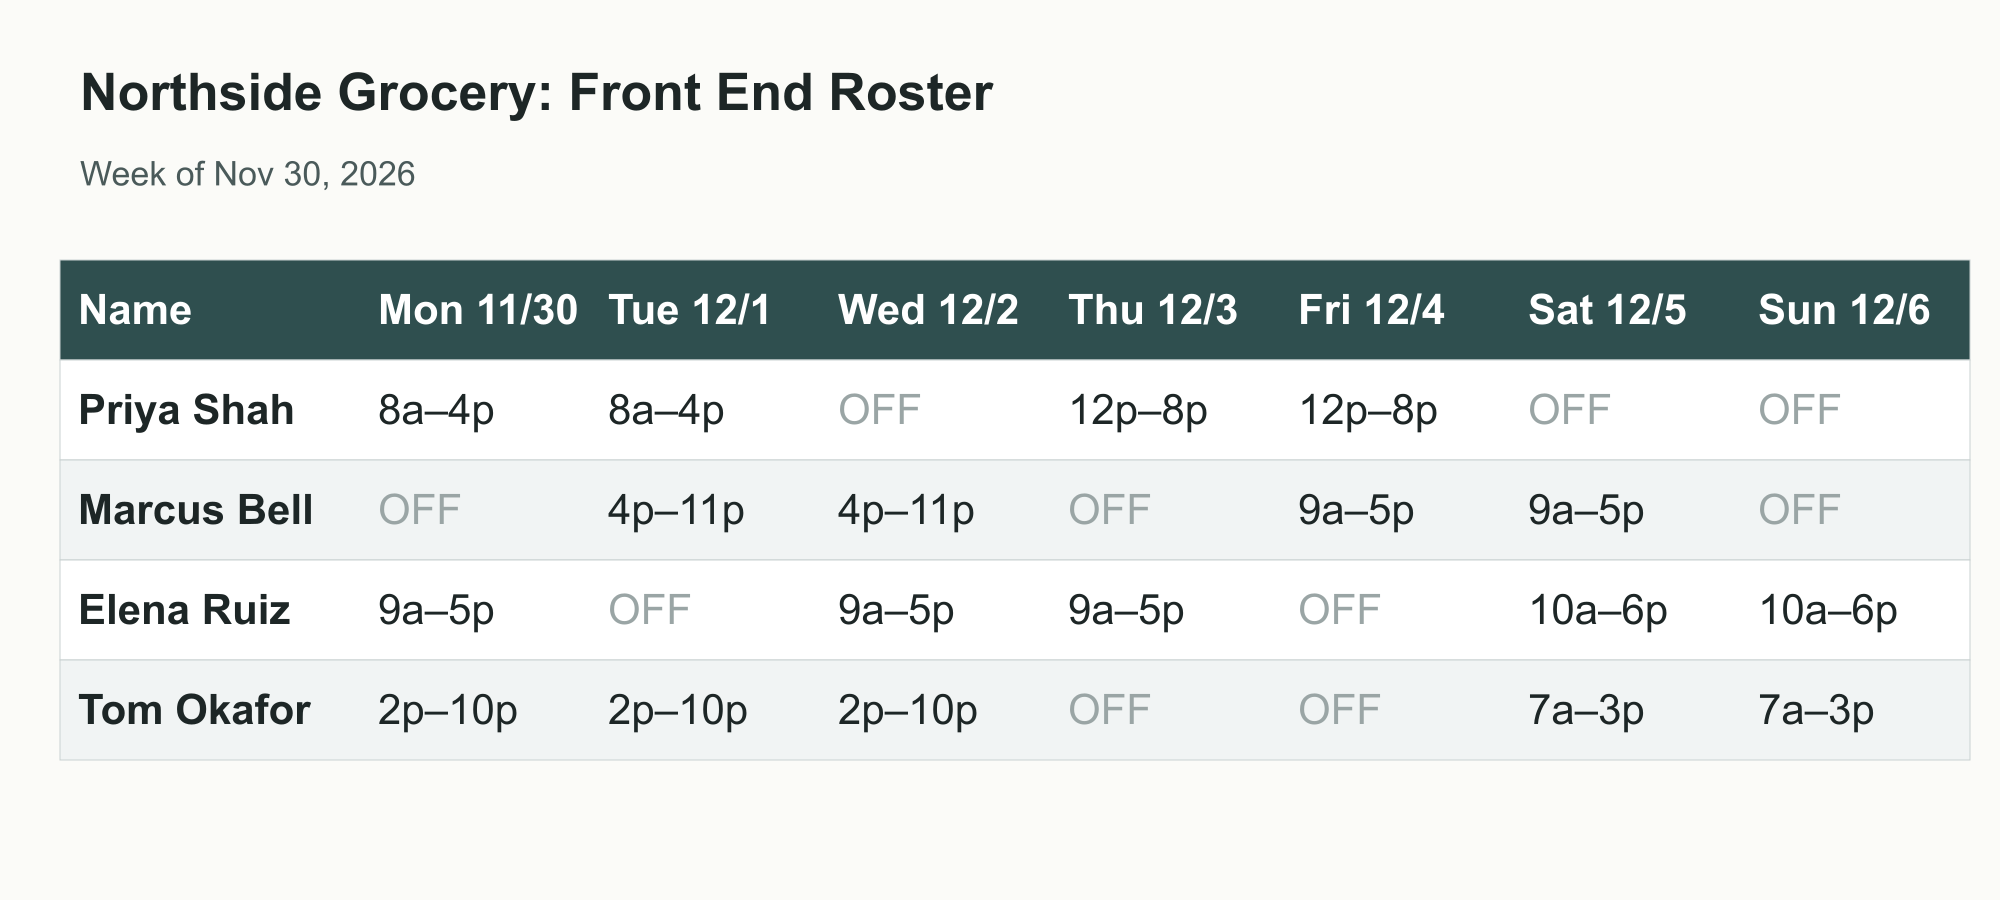 Northside Grocery: Front End Roster
Week of Nov 30, 2026
Name Mon 11/30 Tue 12/1 Wed 12/2 Thu 12/3 Fri 12/4 Sat 12/5 Sun 12/6
Priya Shah 8a–4p 8a–4p OFF 12p–8p 12p–8p OFF OFF
Marcus Bell OFF 4p–11p 4p–11p OFF 9a–5p 9a–5p OFF
Elena Ruiz 9a–5p OFF 9a–5p 9a–5p OFF 10a–6p 10a–6p
Tom Okafor 2p–10p 2p–10p 2p–10p OFF OFF 7a–3p 7a–3p